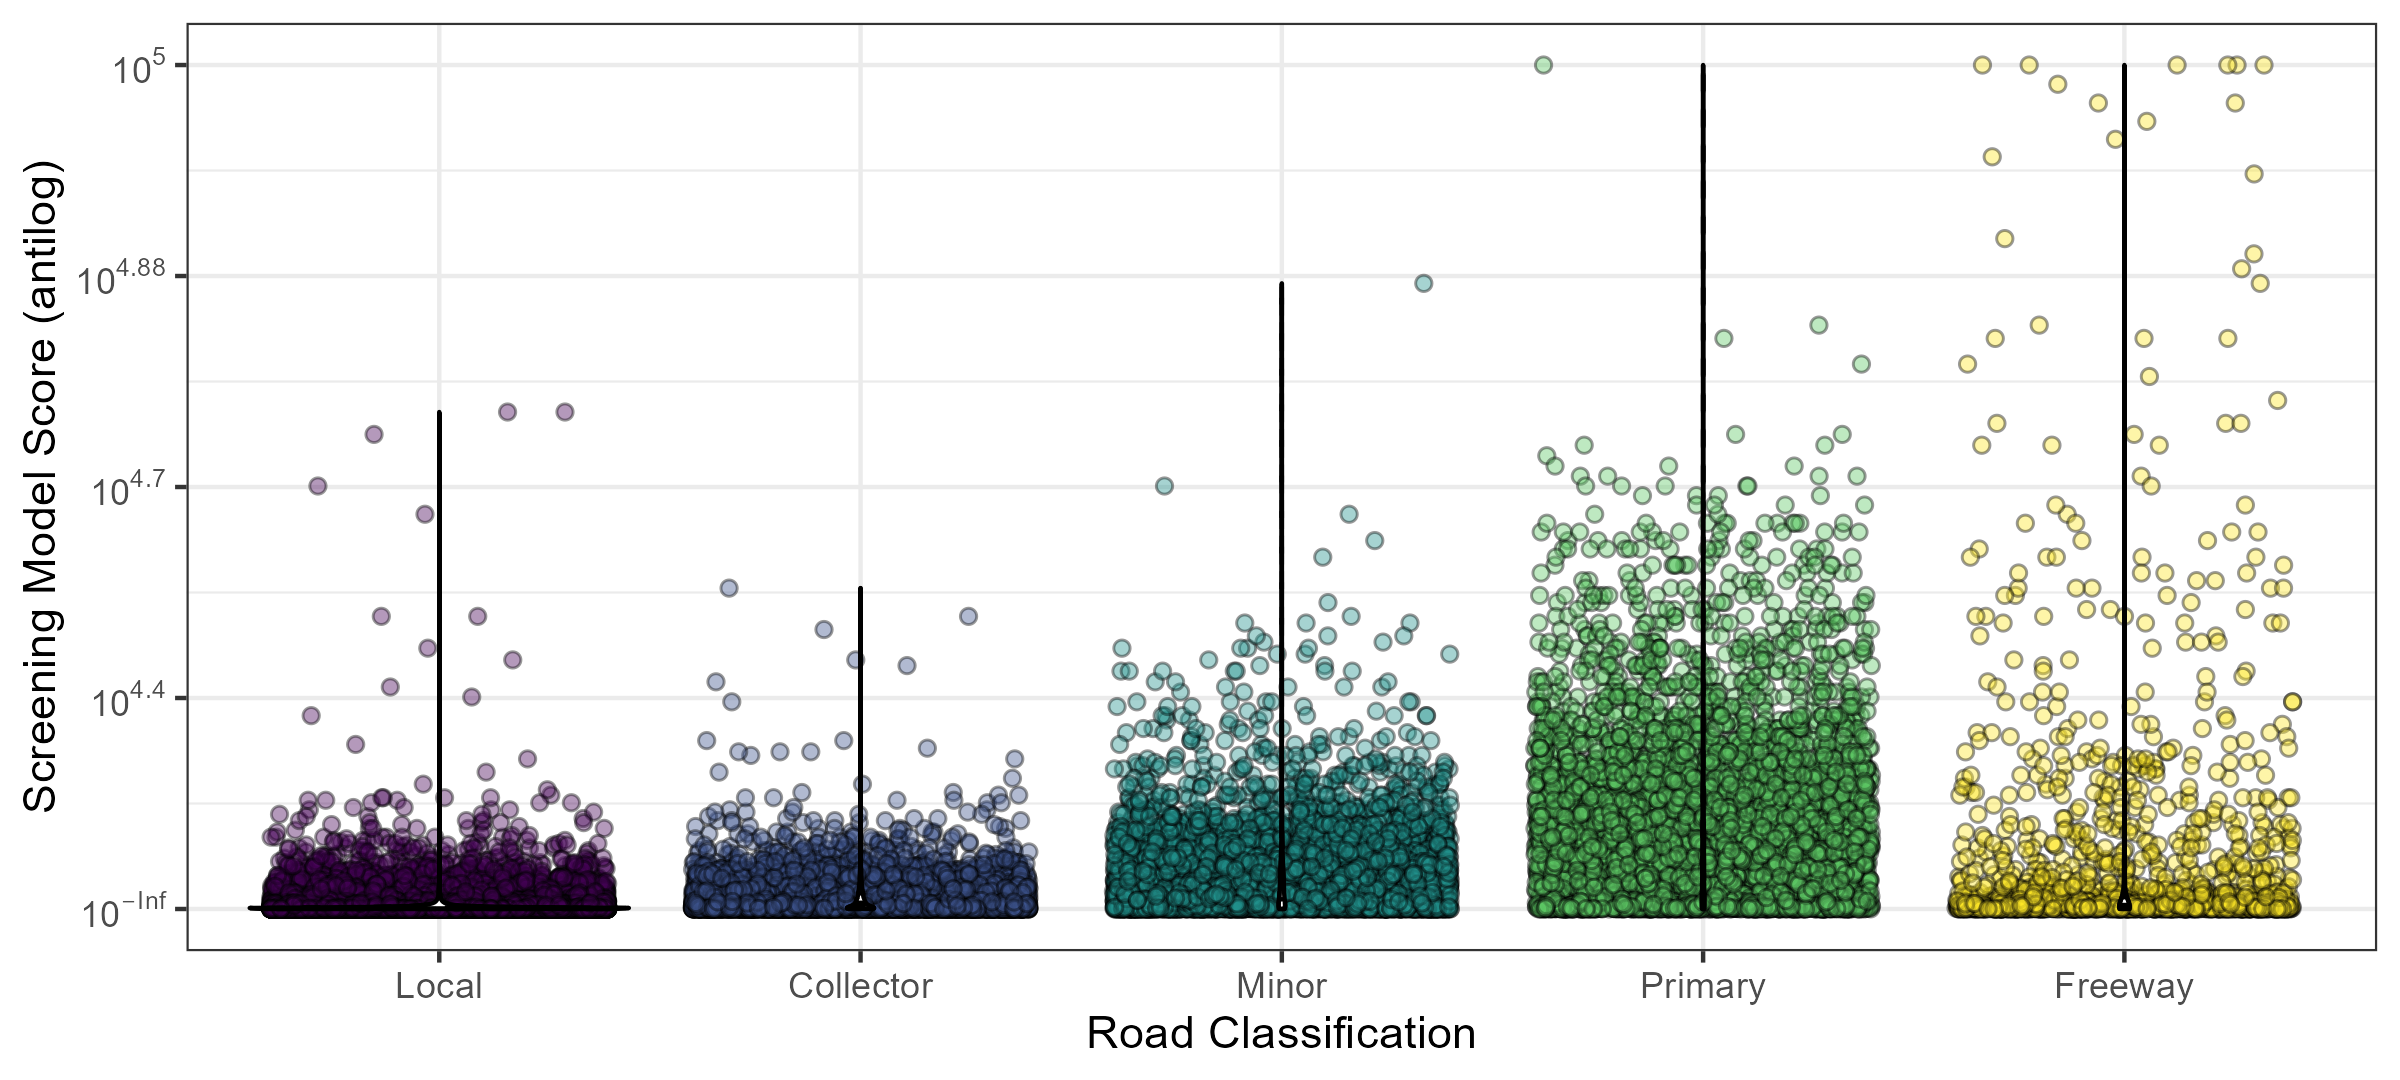 Screening Model Score (antilog)
10^5
10^4.88
10^4.7
10^4.4
10^−Inf
Local Collector Minor Primary Freeway
Road Classification